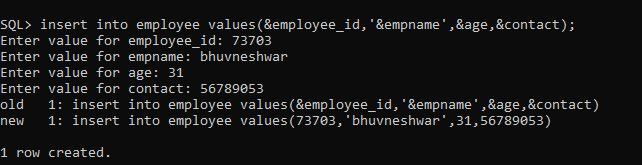 SQL> insert into employee values(&employee_id,'&empname',&age,&contact);
Enter value for employee_id: 73703
Enter value for empname: bhuvneshwar
Enter value for age: 31
Enter value for contact: 56789053
old   1: insert into employee values(&employee_id,'&empname',&age,&contact)
new   1: insert into employee values(73703,'bhuvneshwar',31,56789053)
1 row created.